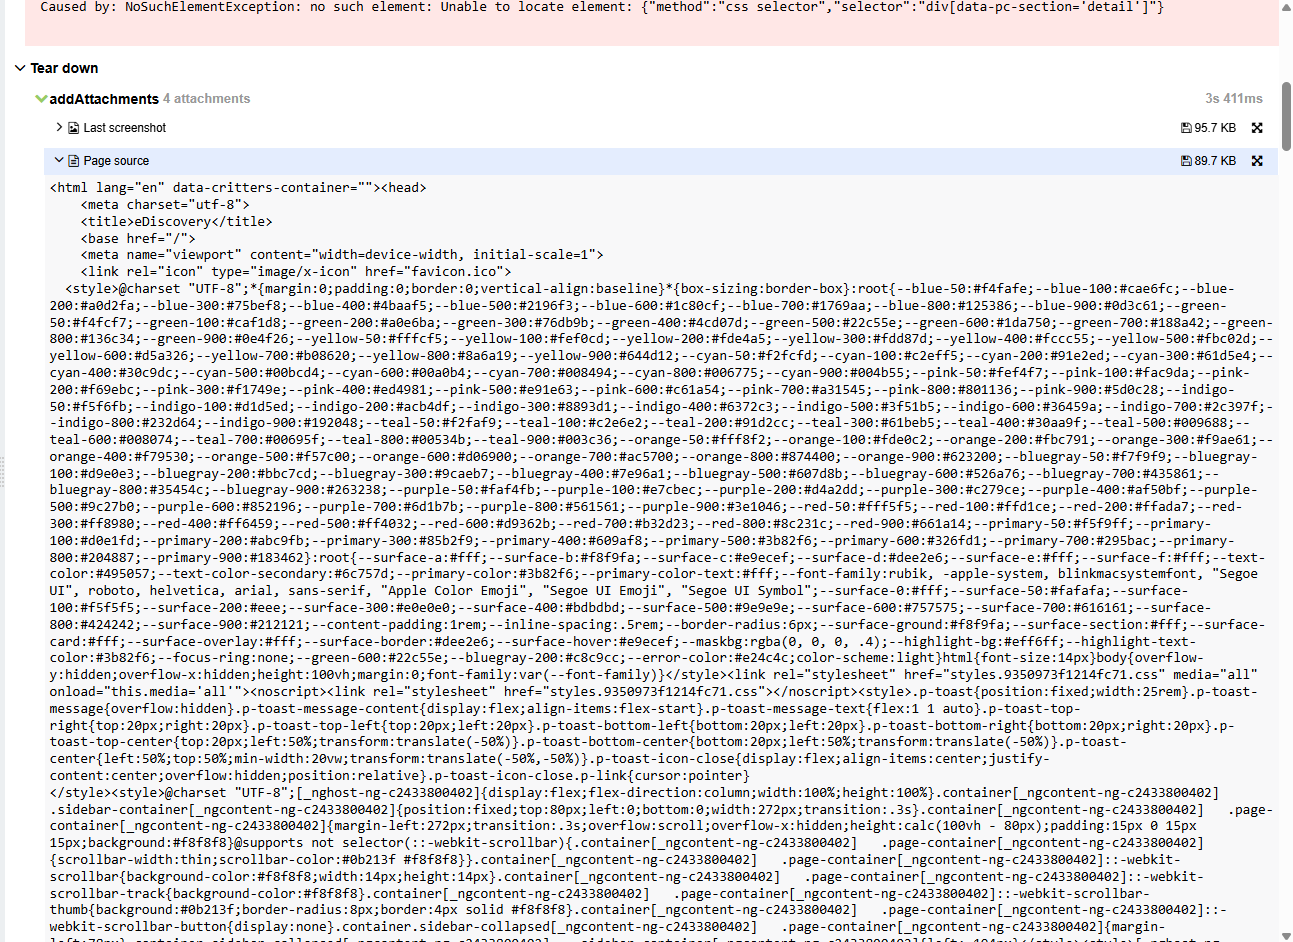 Caused by: NoSuchElementException: no such element: Unable to locate element: {"method":"css selector","selector":"div[data-pc-section='detail']"}
Tear down
addAttachments 4 attachments 3s 411ms
Last screenshot 95.7 KB
Page source 89.7 KB
<html lang="en" data-critters-container=""><head>
<meta charset="utf-8">
<title>eDiscovery</title>
<base href="/">
<meta name="viewport" content="width=device-width, initial-scale=1">
<link rel="icon" type="image/x-icon" href="favicon.ico">
<style>@charset "UTF-8";*{margin:0;padding:0;border:0;vertical-align:baseline}*{box-sizing:border-box}:root{--blue-50:#f4fafe;--blue-100:#cae6fc;--blue-
200:#a0d2fa;--blue-300:#75bef8;--blue-400:#4baaf5;--blue-500:#2196f3;--blue-600:#1c80cf;--blue-700:#1769aa;--blue-800:#125386;--blue-900:#0d3c61;--green-
50:#f4fcf7;--green-100:#caf1d8;--green-200:#a0e6ba;--green-300:#76db9b;--green-400:#4cd07d;--green-500:#22c55e;--green-600:#1da750;--green-700:#188a42;--green-
800:#136c34;--green-900:#0e4f26;--yellow-50:#fffcf5;--yellow-100:#fef0cd;--yellow-200:#fde4a5;--yellow-300:#fdd87d;--yellow-400:#fccc55;--yellow-500:#fbc02d;--
yellow-600:#d5a326;--yellow-700:#b08620;--yellow-800:#8a6a19;--yellow-900:#644d12;--cyan-50:#f2fcfd;--cyan-100:#c2eff5;--cyan-200:#91e2ed;--cyan-300:#61d5e4;--
cyan-400:#30c9dc;--cyan-500:#00bcd4;--cyan-600:#00a0b4;--cyan-700:#008494;--cyan-800:#006775;--cyan-900:#004b55;--pink-50:#fef4f7;--pink-100:#fac9da;--pink-
200:#f69ebc;--pink-300:#f1749e;--pink-400:#ed4981;--pink-500:#e91e63;--pink-600:#c61a54;--pink-700:#a31545;--pink-800:#801136;--pink-900:#5d0c28;--indigo-
50:#f5f6fb;--indigo-100:#d1d5ed;--indigo-200:#acb4df;--indigo-300:#8893d1;--indigo-400:#6372c3;--indigo-500:#3f51b5;--indigo-600:#36459a;--indigo-700:#2c397f;-
-indigo-800:#232d64;--indigo-900:#192048;--teal-50:#f2faf9;--teal-100:#c2e6e2;--teal-200:#91d2cc;--teal-300:#61beb5;--teal-400:#30aa9f;--teal-500:#009688;--
teal-600:#008074;--teal-700:#00695f;--teal-800:#00534b;--teal-900:#003c36;--orange-50:#fff8f2;--orange-100:#fde0c2;--orange-200:#fbc791;--orange-300:#f9ae61;--
orange-400:#f79530;--orange-500:#f57c00;--orange-600:#d06900;--orange-700:#ac5700;--orange-800:#874400;--orange-900:#623200;--bluegray-50:#f7f9f9;--bluegray-
100:#d9e0e3;--bluegray-200:#bbc7cd;--bluegray-300:#9caeb7;--bluegray-400:#7e96a1;--bluegray-500:#607d8b;--bluegray-600:#526a76;--bluegray-700:#435861;--
bluegray-800:#35454c;--bluegray-900:#263238;--purple-50:#faf4fb;--purple-100:#e7cbec;--purple-200:#d4a2dd;--purple-300:#c279ce;--purple-400:#af50bf;--purple-
500:#9c27b0;--purple-600:#852196;--purple-700:#6d1b7b;--purple-800:#561561;--purple-900:#3e1046;--red-50:#fff5f5;--red-100:#ffd1ce;--red-200:#ffada7;--red-
300:#ff8980;--red-400:#ff6459;--red-500:#ff4032;--red-600:#d9362b;--red-700:#b32d23;--red-800:#8c231c;--red-900:#661a14;--primary-50:#f5f9ff;--primary-
100:#d0e1fd;--primary-200:#abc9fb;--primary-300:#85b2f9;--primary-400:#609af8;--primary-500:#3b82f6;--primary-600:#326fd1;--primary-700:#295bac;--primary-
800:#204887;--primary-900:#183462}:root{--surface-a:#fff;--surface-b:#f8f9fa;--surface-c:#e9ecef;--surface-d:#dee2e6;--surface-e:#fff;--surface-f:#fff;--text-
color:#495057;--text-color-secondary:#6c757d;--primary-color:#3b82f6;--primary-color-text:#fff;--font-family:rubik, -apple-system, blinkmacsystemfont, "Segoe
UI", roboto, helvetica, arial, sans-serif, "Apple Color Emoji", "Segoe UI Emoji", "Segoe UI Symbol";--surface-0:#fff;--surface-50:#fafafa;--surface-
100:#f5f5f5;--surface-200:#eee;--surface-300:#e0e0e0;--surface-400:#bdbdbd;--surface-500:#9e9e9e;--surface-600:#757575;--surface-700:#616161;--surface-
800:#424242;--surface-900:#212121;--content-padding:1rem;--inline-spacing:.5rem;--border-radius:6px;--surface-ground:#f8f9fa;--surface-section:#fff;--surface-
card:#fff;--surface-overlay:#fff;--surface-border:#dee2e6;--surface-hover:#e9ecef;--maskbg:rgba(0, 0, 0, .4);--highlight-bg:#eff6ff;--highlight-text-
color:#3b82f6;--focus-ring:none;--green-600:#22c55e;--bluegray-200:#c8c9cc;--error-color:#e24c4c;color-scheme:light}html{font-size:14px}body{overflow-
y:hidden;overflow-x:hidden;height:100vh;margin:0;font-family:var(--font-family)}</style><link rel="stylesheet" href="styles.9350973f1214fc71.css" media="all"
onload="this.media='all'"><noscript><link rel="stylesheet" href="styles.9350973f1214fc71.css"></noscript><style>.p-toast{position:fixed;width:25rem}.p-toast-
message{overflow:hidden}.p-toast-message-content{display:flex;align-items:flex-start}.p-toast-message-text{flex:1 1 auto}.p-toast-top-
right{top:20px;right:20px}.p-toast-top-left{top:20px;left:20px}.p-toast-bottom-left{bottom:20px;left:20px}.p-toast-bottom-right{bottom:20px;right:20px}.p-
toast-top-center{top:20px;left:50%;transform:translate(-50%)}.p-toast-bottom-center{bottom:20px;left:50%;transform:translate(-50%)}.p-toast-
center{left:50%;top:50%;min-width:20vw;transform:translate(-50%,-50%)}.p-toast-icon-close{display:flex;align-items:center;justify-
content:center;overflow:hidden;position:relative}.p-toast-icon-close.p-link{cursor:pointer}
</style><style>@charset "UTF-8";[_nghost-ng-c2433800402]{display:flex;flex-direction:column;width:100%;height:100%}.container[_ngcontent-ng-c2433800402]
.sidebar-container[_ngcontent-ng-c2433800402]{position:fixed;top:80px;left:0;bottom:0;width:272px;transition:.3s}.container[_ngcontent-ng-c2433800402]   .page-
container[_ngcontent-ng-c2433800402]{margin-left:272px;transition:.3s;overflow:scroll;overflow-x:hidden;height:calc(100vh - 80px);padding:15px 0 15px
15px;background:#f8f8f8}@supports not selector(::-webkit-scrollbar){.container[_ngcontent-ng-c2433800402]   .page-container[_ngcontent-ng-c2433800402]
{scrollbar-width:thin;scrollbar-color:#0b213f #f8f8f8}}.container[_ngcontent-ng-c2433800402]   .page-container[_ngcontent-ng-c2433800402]::-webkit-
scrollbar{background-color:#f8f8f8;width:14px;height:14px}.container[_ngcontent-ng-c2433800402]   .page-container[_ngcontent-ng-c2433800402]::-webkit-
scrollbar-track{background-color:#f8f8f8}.container[_ngcontent-ng-c2433800402]   .page-container[_ngcontent-ng-c2433800402]::-webkit-scrollbar-
thumb{background:#0b213f;border-radius:8px;border:4px solid #f8f8f8}.container[_ngcontent-ng-c2433800402]   .page-container[_ngcontent-ng-c2433800402]::-
webkit-scrollbar-button{display:none}.container.sidebar-collapsed[_ngcontent-ng-c2433800402]   .page-container[_ngcontent-ng-c2433800402]{margin-